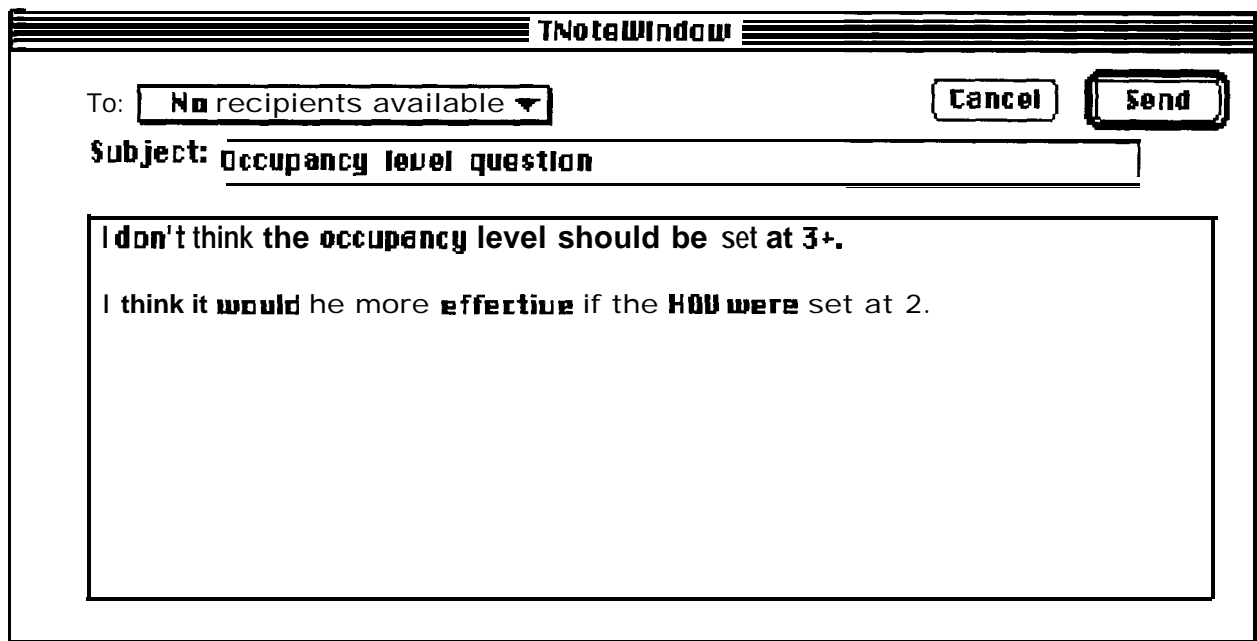 TNoteWindow
To: No recipients available
Cancel
Send
Subject: Occupancy level question
I don't think the occupancy level should be set at 3+.
I think it would he more effective if the HOV were set at 2.